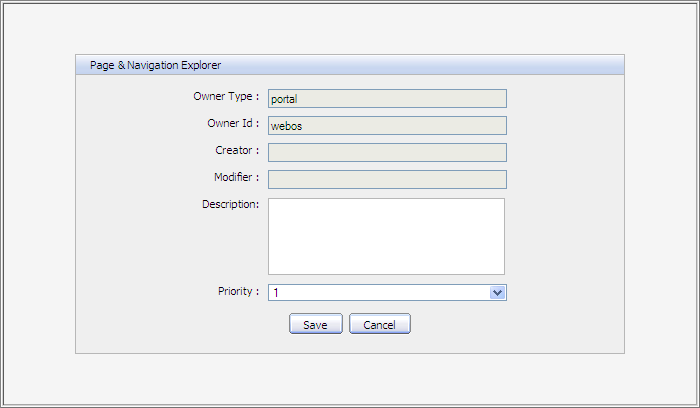 Page & Navigation Explorer
Owner Type : portal
Owner Id : webos
Creator :
Modifier :
Description:
Priority : 1
Save Cancel